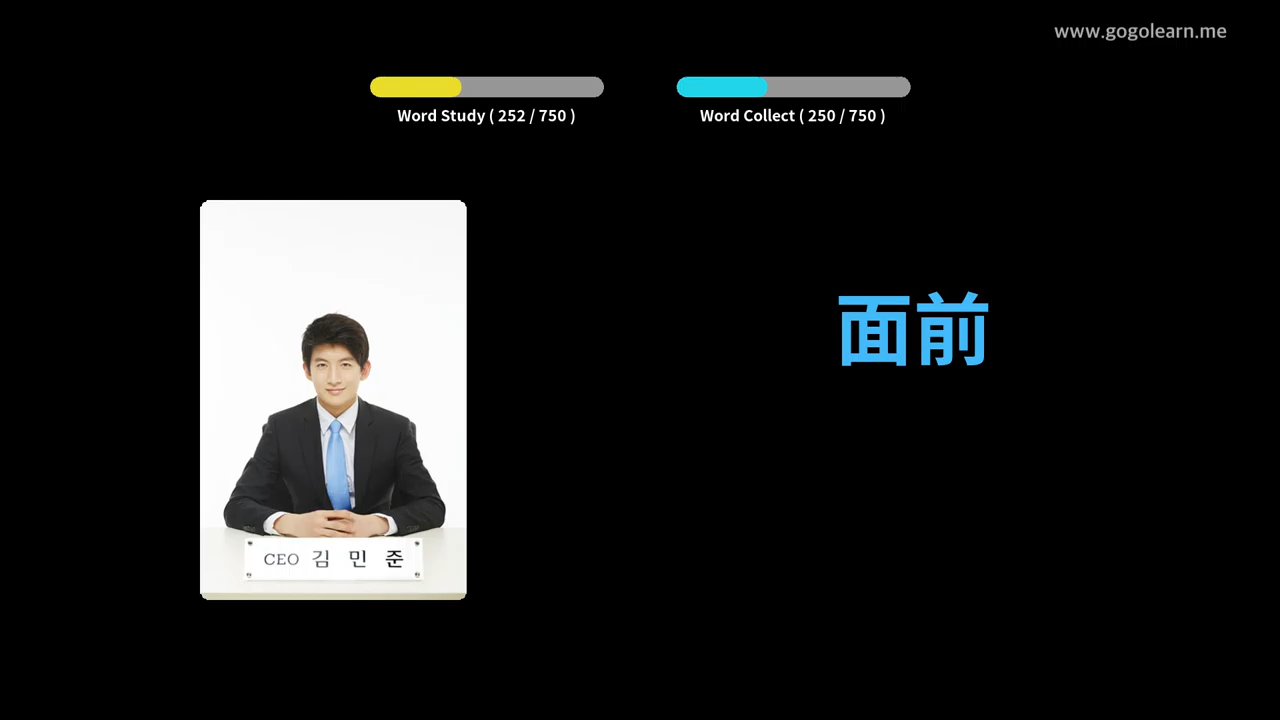 www.gogolearn.me
Word Study ( 252 / 750 )
Word Collect ( 250 / 750 )
面前
CEO 김 민 준